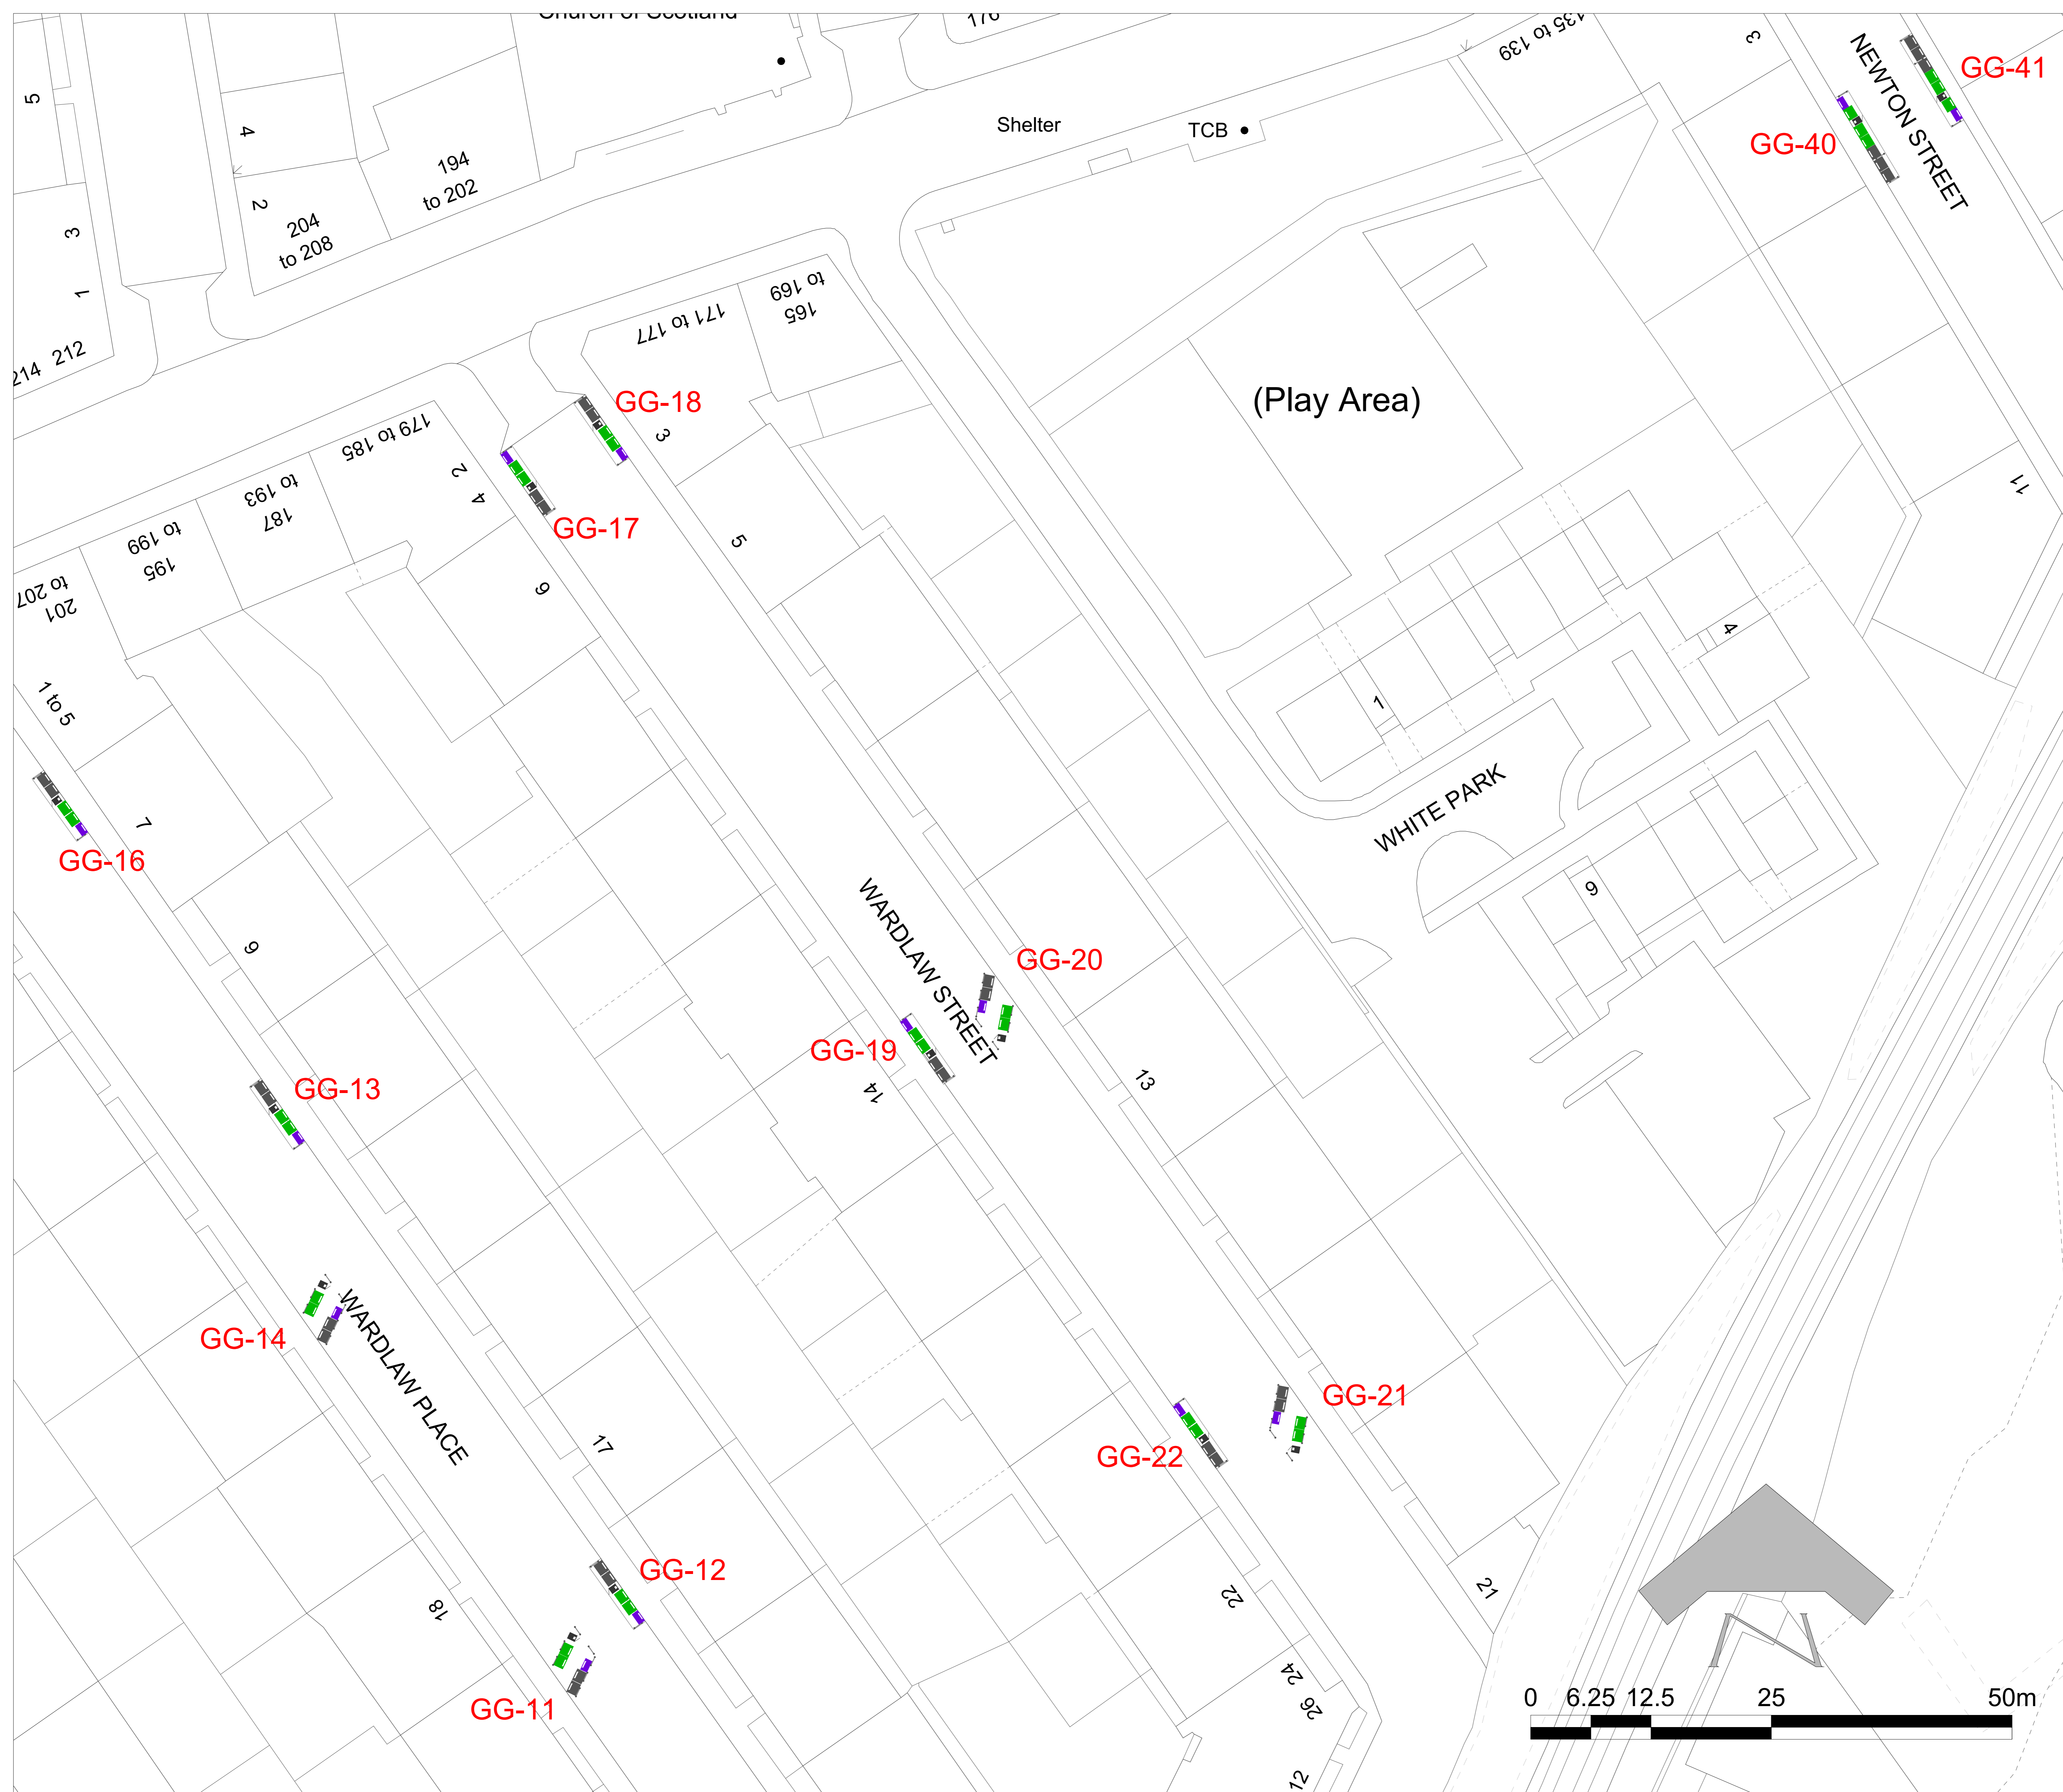 Church of Scotland
176
135 to 139
3
NEWTON STREET
GG-41
GG-40
5
4
194
to 202
Shelter
TCB
2
204
to 208
3
1
212
214
171 to 177
165
to 169
(Play Area)
GG-18
3
179 to 185
2
4
GG-17
187
to 193
195
to 199
201
to 207
11
5
6
4
1
1 to 5
WHITE PARK
7
GG-16
9
9
WARDLAW STREET
GG-20
GG-19
13
14
GG-13
GG-14
WARDLAW PLACE
GG-21
17
GG-22
GG-12
18
22
21
24
26
GG-11
12
0 6.25 12.5 25 50m
N